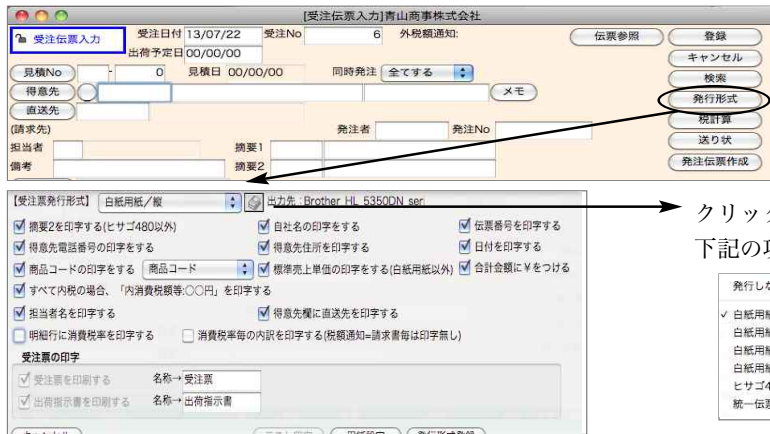 [受注伝票入力]青山商事株式会社
受注伝票入力 受注日付 13/07/22 受注No 6 外税額通知: 伝票参照 登録
出荷予定日 00/00/00 キャンセル
見積No - 0 見積日 00/00/00 同時発注 全てする 検索
得意先 メモ 発行形式
直送先 税計算
(請求先) 発注者 発注No 送り状
担当者 摘要1
備考 摘要2 発注伝票作成
【受注票発行形式】 白紙用紙/縦 出力先:Brother HL 5350DN ser
摘要2を印字する(ヒサゴ480以外) 自社名の印字をする 伝票番号を印字する
得意先電話番号の印字をする 得意先住所を印字する 日付を印字する
商品コードの印字をする 商品コード 標準売上単価の印字をする(白紙用紙以外) 合計金額に¥をつける
すべて内税の場合、「内消費税額等:〇〇円」を印字する
担当者名を印字する 得意先欄に直送先を印字する
明細行に消費税率を印字する 消費税率毎の内訳を印字する(税額通知=請求書毎は印字無し)
受注票の印字
受注票を印刷する 名称→ 受注票
出荷指示書を印刷する 名称→ 出荷指示書
クリッ
下記の
発行し
白紙用
白紙用
白紙用
白紙用
ヒサゴ4
統一伝